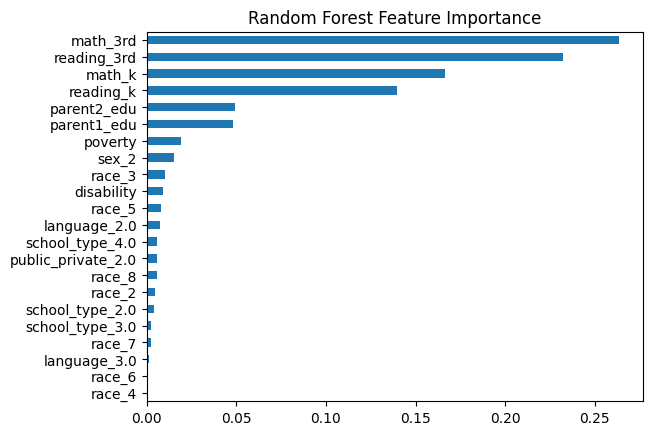 Random Forest Feature Importance
math_3rd
reading_3rd
math_k
reading_k
parent2_edu
parent1_edu
poverty
sex_2
race_3
disability
race_5
language_2.0
school_type_4.0
public_private_2.0
race_8
race_2
school_type_2.0
school_type_3.0
race_7
language_3.0
race_6
race_4
0.00 0.05 0.10 0.15 0.20 0.25